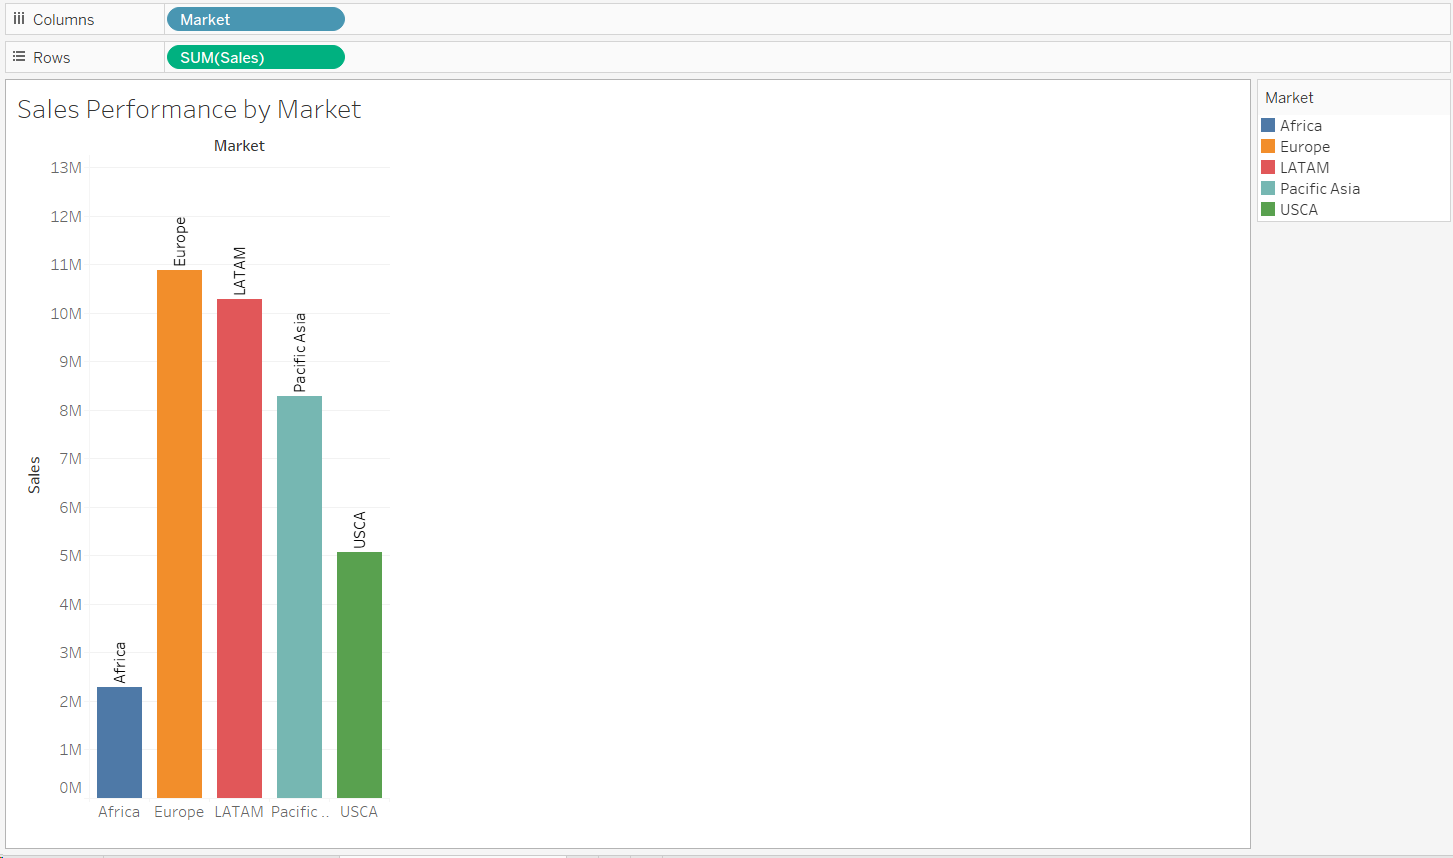 Columns
Market
Rows
SUM(Sales)
Sales Performance by Market
Market
13M
12M
11M
10M
9M
8M
7M
6M
5M
4M
3M
2M
1M
0M
Sales
Africa
Europe
LATAM
Pacific Asia
USCA
Africa
Europe
LATAM
Pacific ..
USCA
Market
Africa
Europe
LATAM
Pacific Asia
USCA